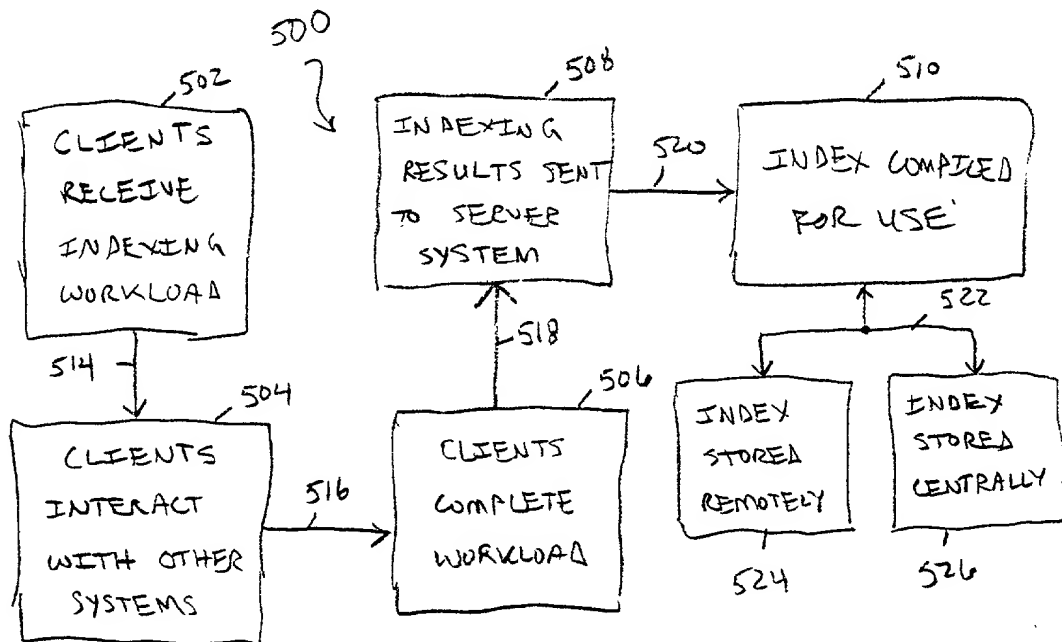 500
502
CLIENTS
RECEIVE
INDEXING
WORKLOAD
514
504
CLIENTS
INTERACT
WITH OTHER
SYSTEMS
516
506
CLIENTS
COMPLETE
WORKLOAD
518
508
INDEXING
RESULTS SENT
TO SERVER
SYSTEM
520
510
INDEX COMPILED
FOR USE
522
INDEX
STORED
REMOTELY
524
INDEX
STORED
CENTRALLY
526